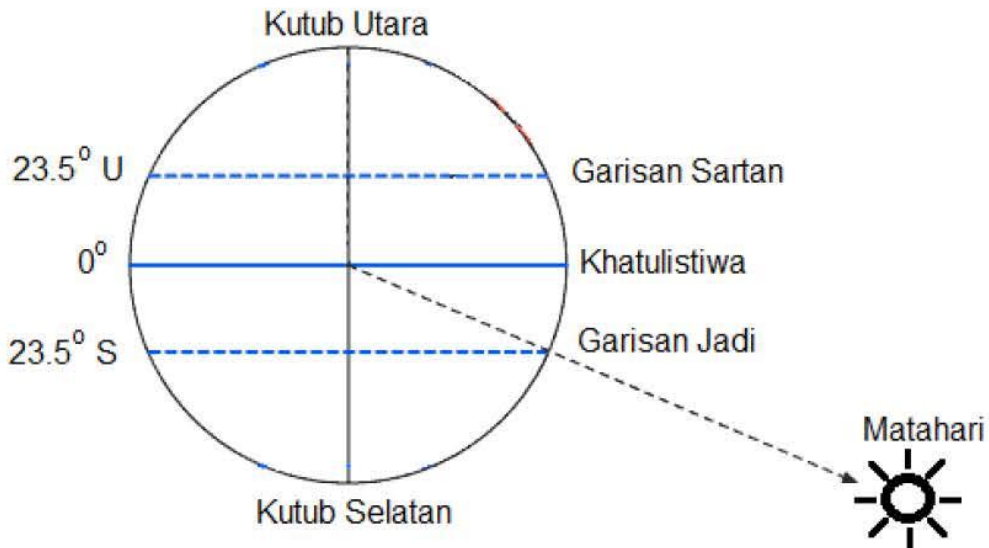 Kutub Utara
23.5° U
Garisan Sartan
0°
Khatulistiwa
23.5° S
Garisan Jadi
Matahari
Kutub Selatan